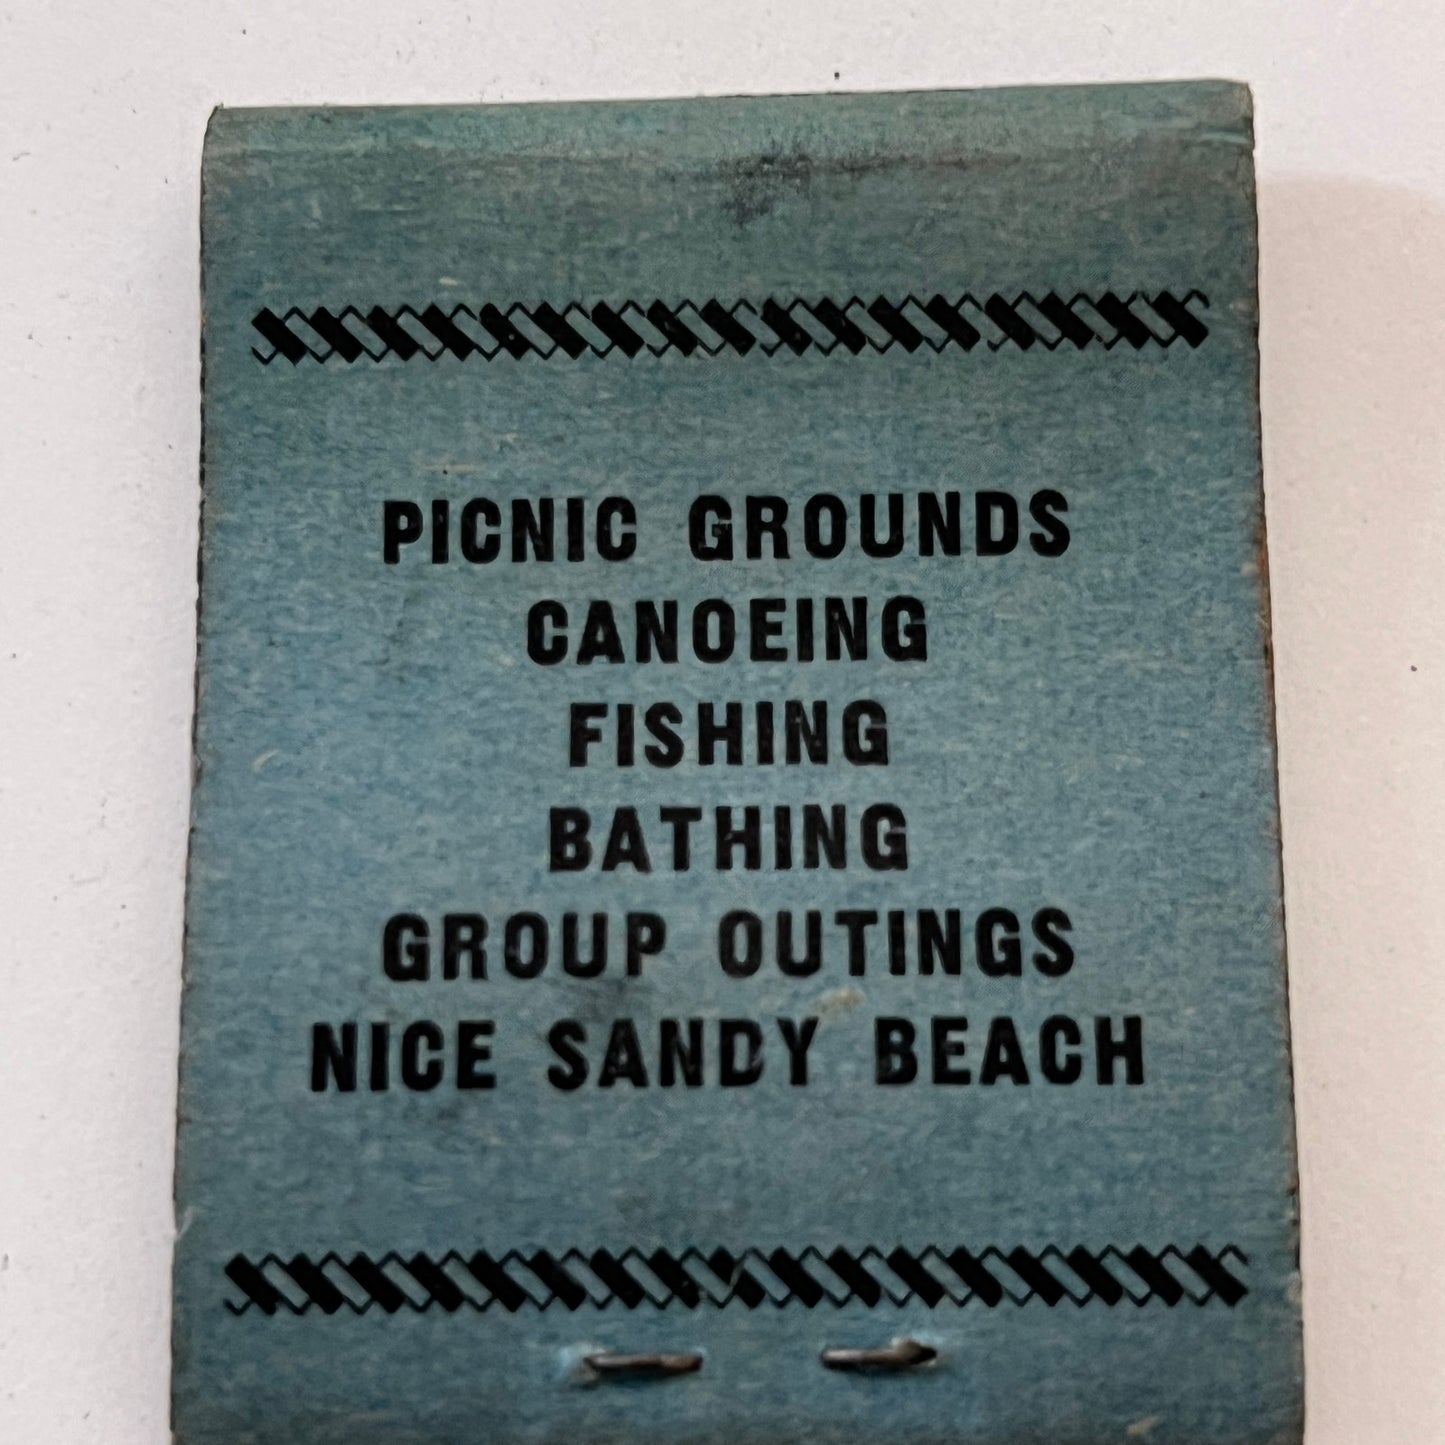 PICNIC GROUNDS
CANOEING
FISHING
BATHING
GROUP OUTINGS
NICE SANDY BEACH